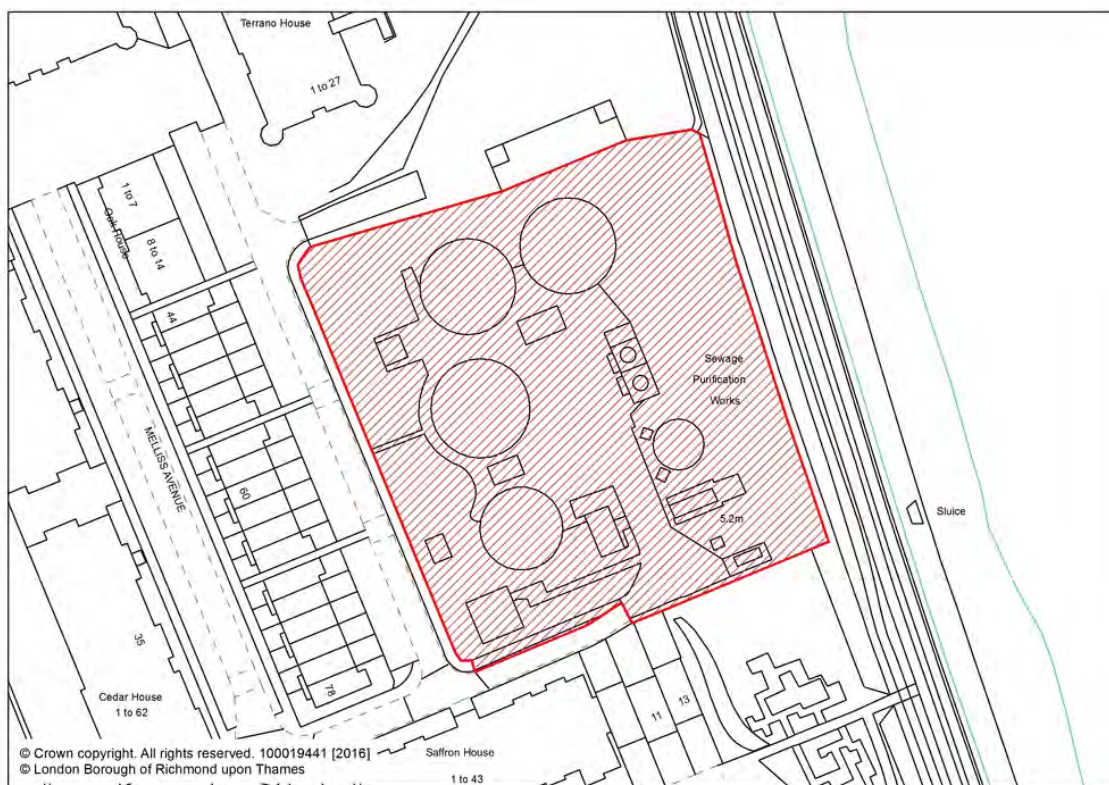 Terrano House
1 to 27
1 to 7
Oak House
8 to 14
44
MELLISS AVENUE
60
Sewage
Purification
Works
5.2m
Sluice
35
78
Cedar House
1 to 62
11
13
Saffron House
1 to 43
© Crown copyright. All rights reserved. 100019441 [2016]
© London Borough of Richmond upon Thames